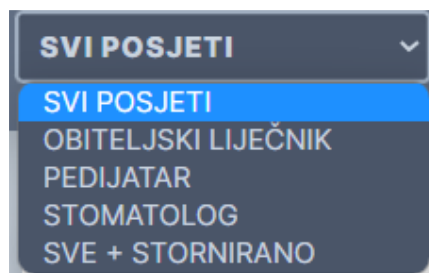 SVI POSJETI
SVI POSJETI
OBITELJSKI LIJEČNIK
PEDIJATAR
STOMATOLOG
SVE + STORNIRANO